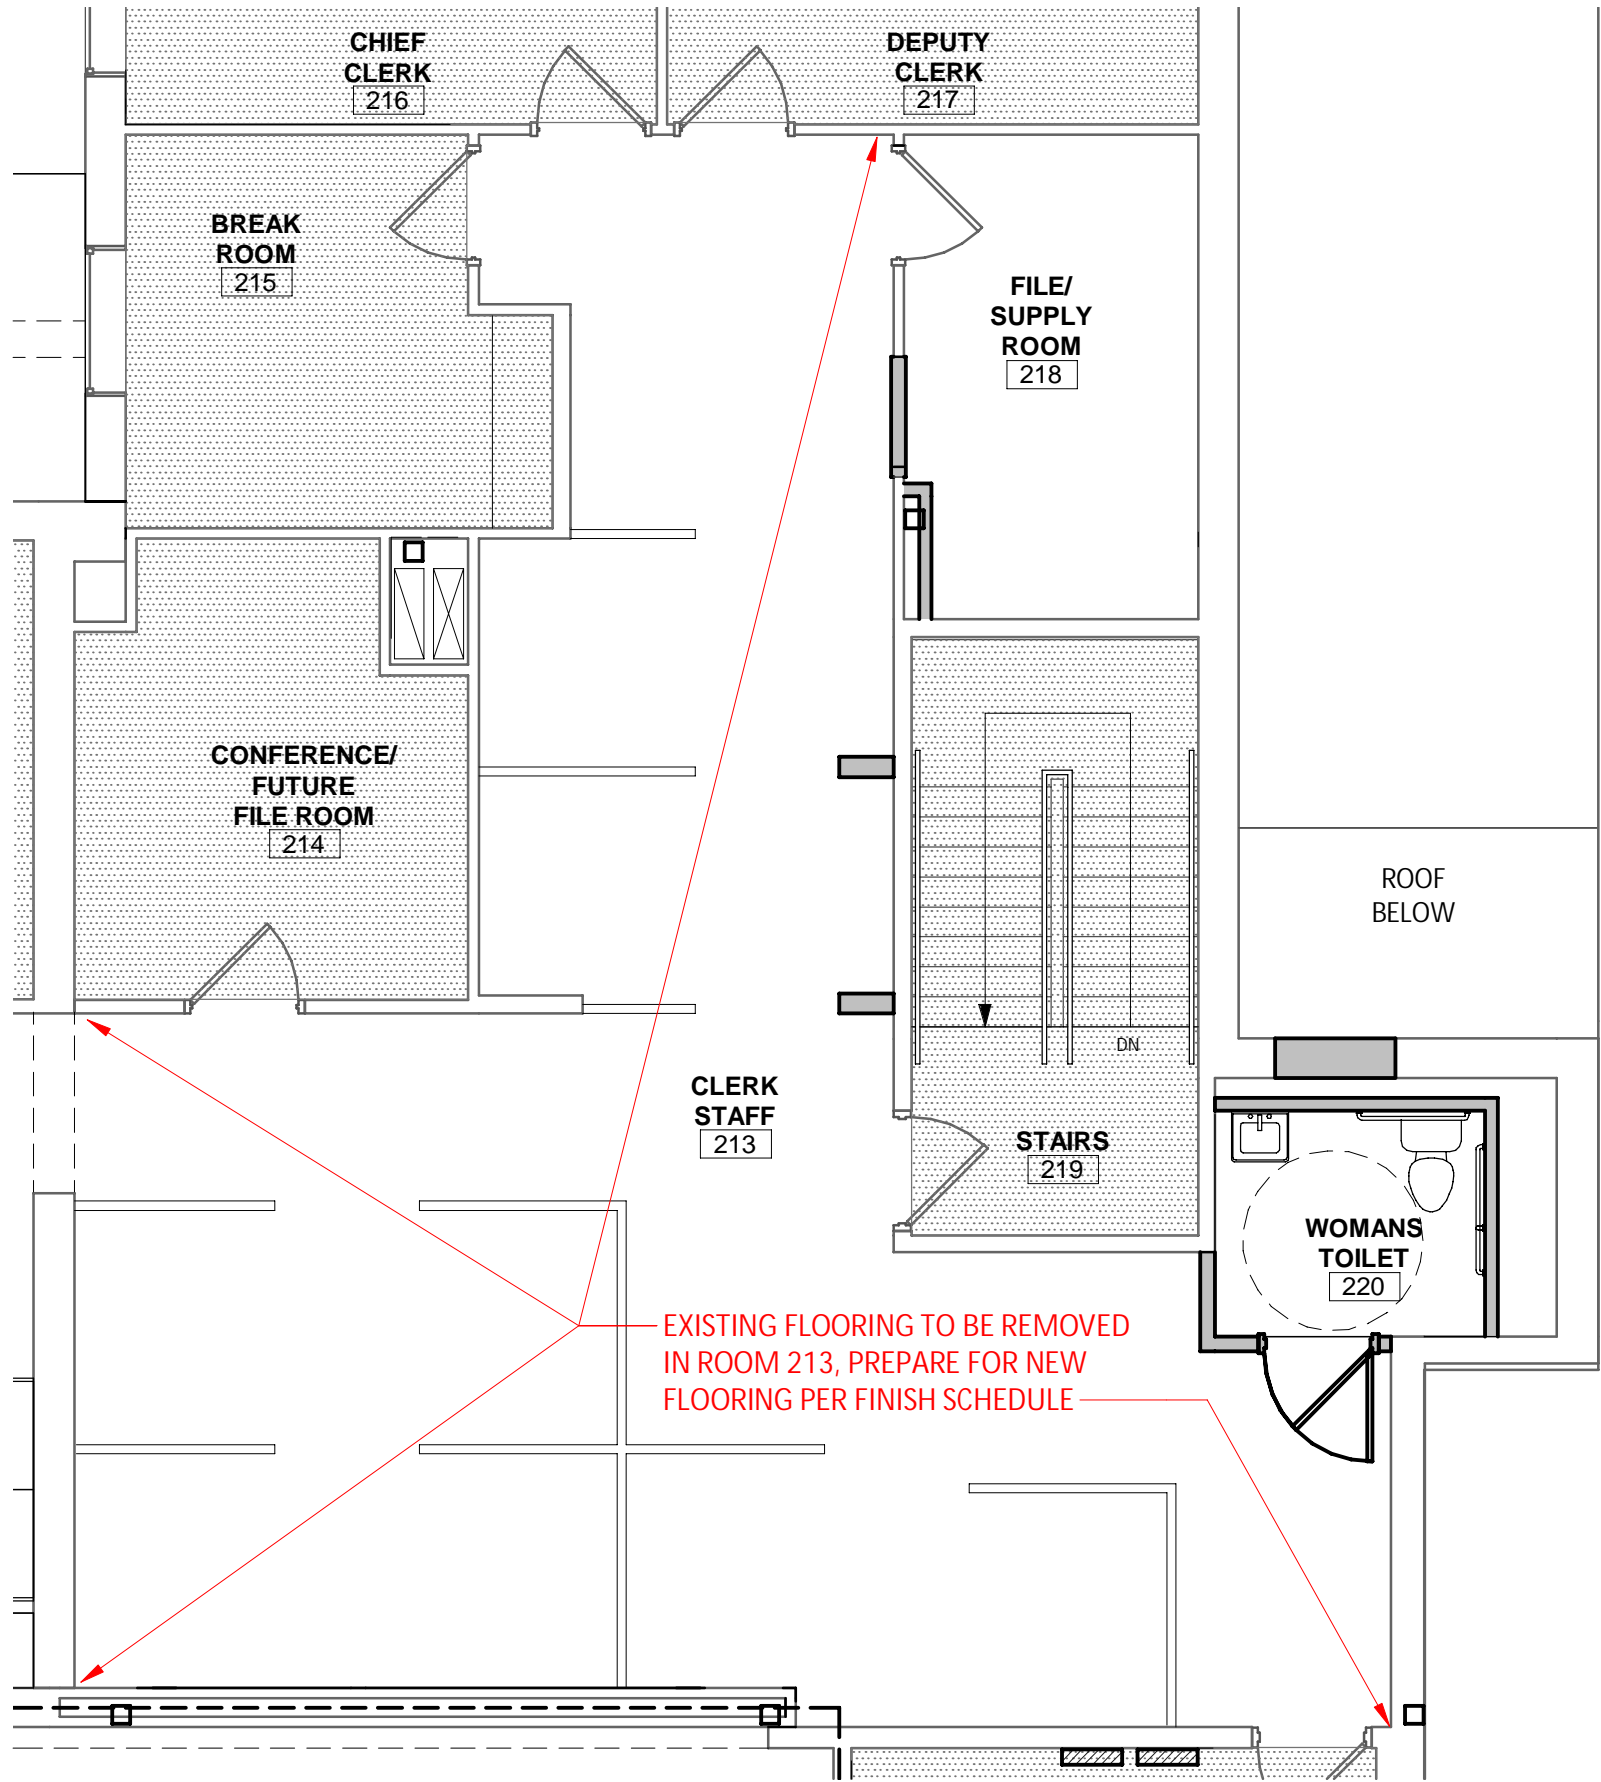 CHIEF
CLERK
216
DEPUTY
CLERK
217
BREAK
ROOM
215
FILE/
SUPPLY
ROOM
218
CONFERENCE/
FUTURE
FILE ROOM
214
ROOF
BELOW
DN
CLERK
STAFF
213
STAIRS
219
WOMANS
TOILET
220
EXISTING FLOORING TO BE REMOVED
IN ROOM 213, PREPARE FOR NEW
FLOORING PER FINISH SCHEDULE